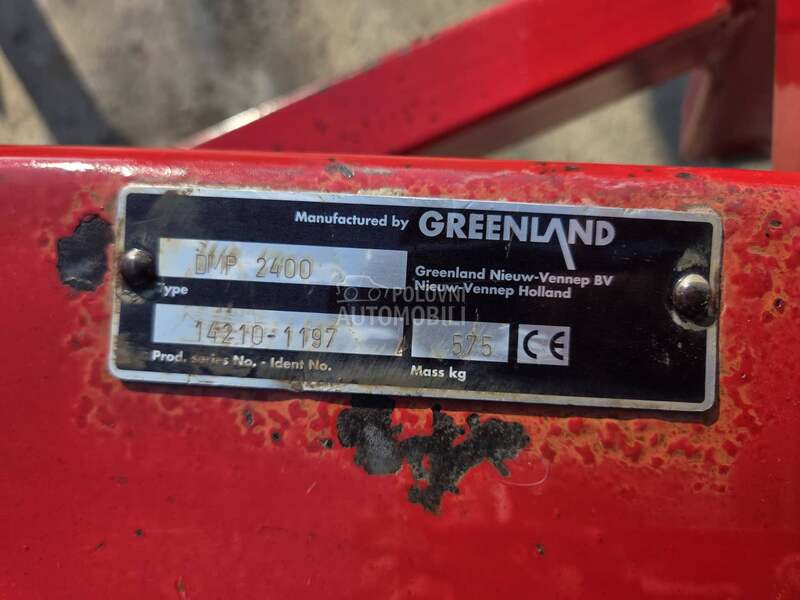 Manufactured by GREENLAND
DMP 2400
Type
Greenland Nieuw-Vennep BV
Nieuw-Vennep Holland
POLOVNI
AUTOMOBILI
14210-1197
575
CE
Prod. series No. - Ident No.
Mass kg